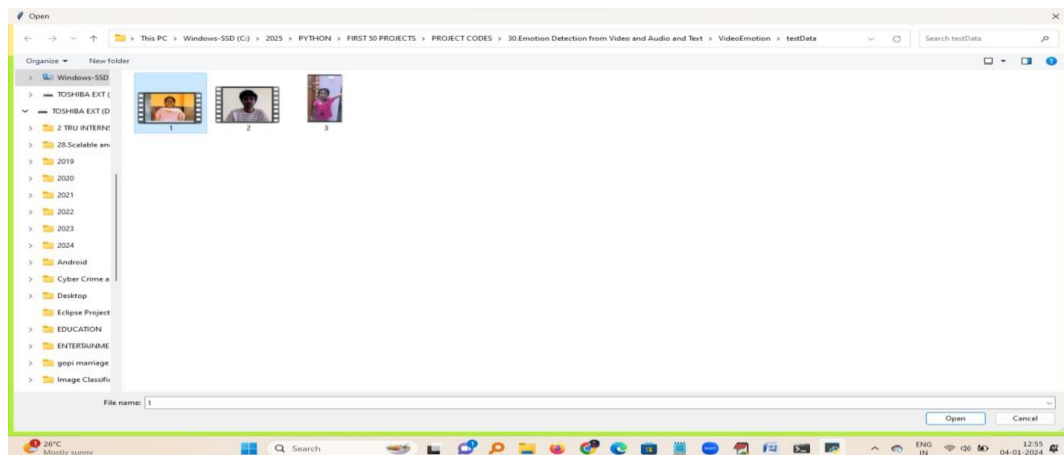 Open
This PC > Windows-SSD (C:) > 2025 > PYTHON > FIRST 50 PROJECTS > PROJECT CODES > 30.Emotion Detection from Video and Audio and Text > VideoEmotion > testData
Search testData
Organize
New folder
Windows-SSD
TOSHIBA EXT (
TOSHIBA EXT (D
2 TRU INTERNS
28.Scalable an
2019
2020
2021
2022
2023
2024
Android
Cyber Crime a
Desktop
Eclipse Project
EDUCATION
ENTERTAINME
gopi marriage
Image Classifi
1
2
3
File name: 1
Open
Cancel
26°C
Mostly sunny
Search
ENG
IN
12:55
04-01-2024